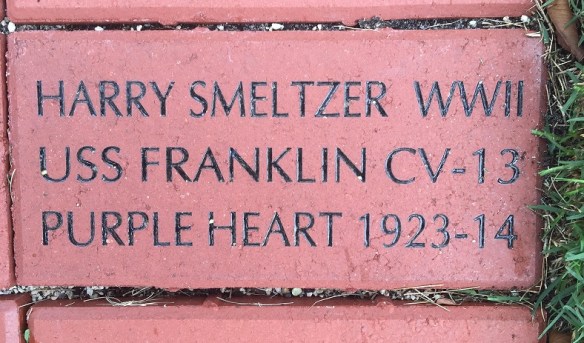 HARRY SMELTZER WWII
USS FRANKLIN CV-13
PURPLE HEART 1923-14